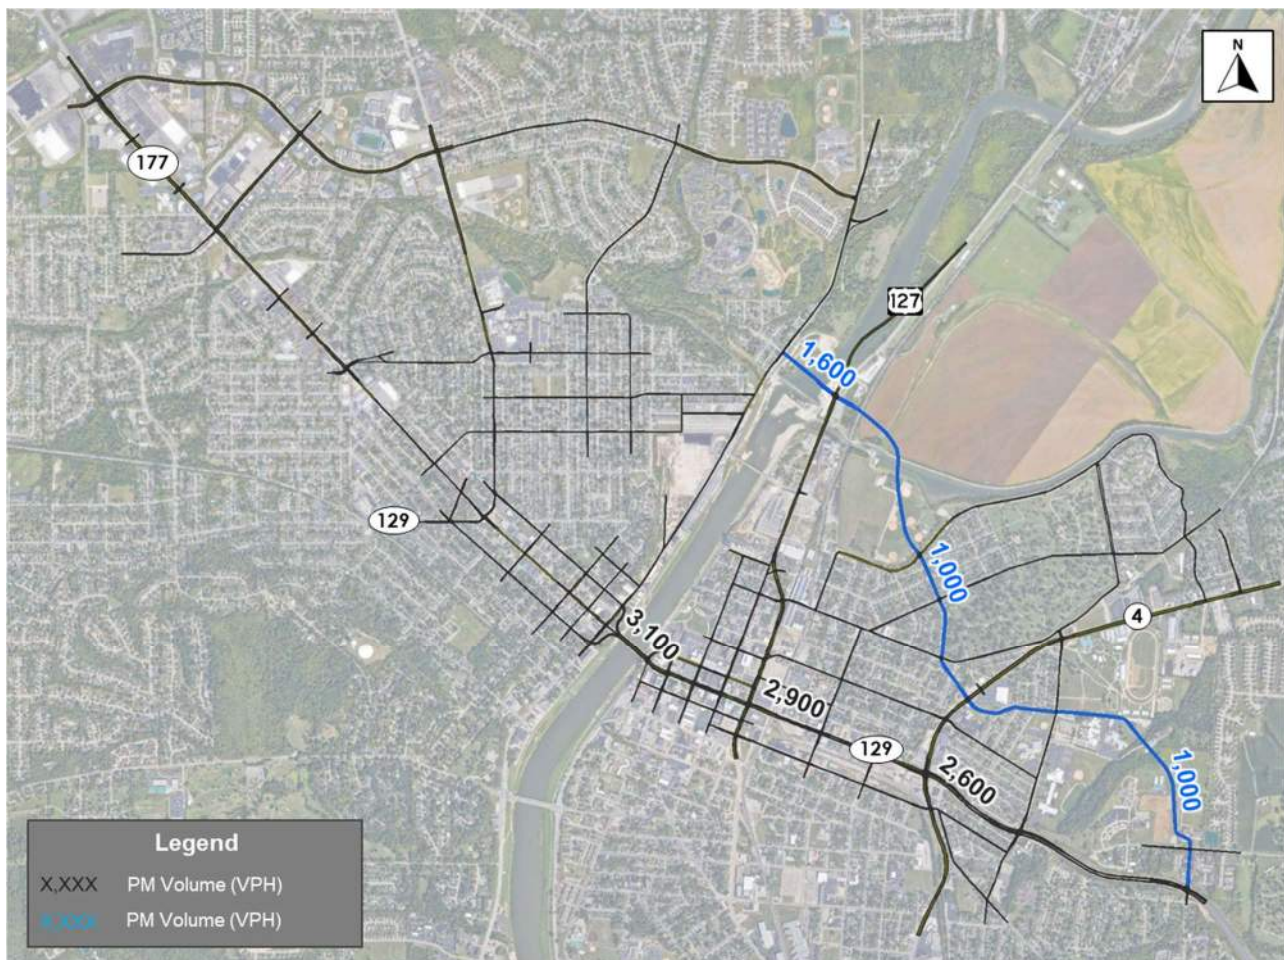 N
177
127
1,600
129
1,000
4
3,100
2,900
129
2,600
1,000
Legend
X,XXX PM Volume (VPH)
X,XXX PM Volume (VPH)